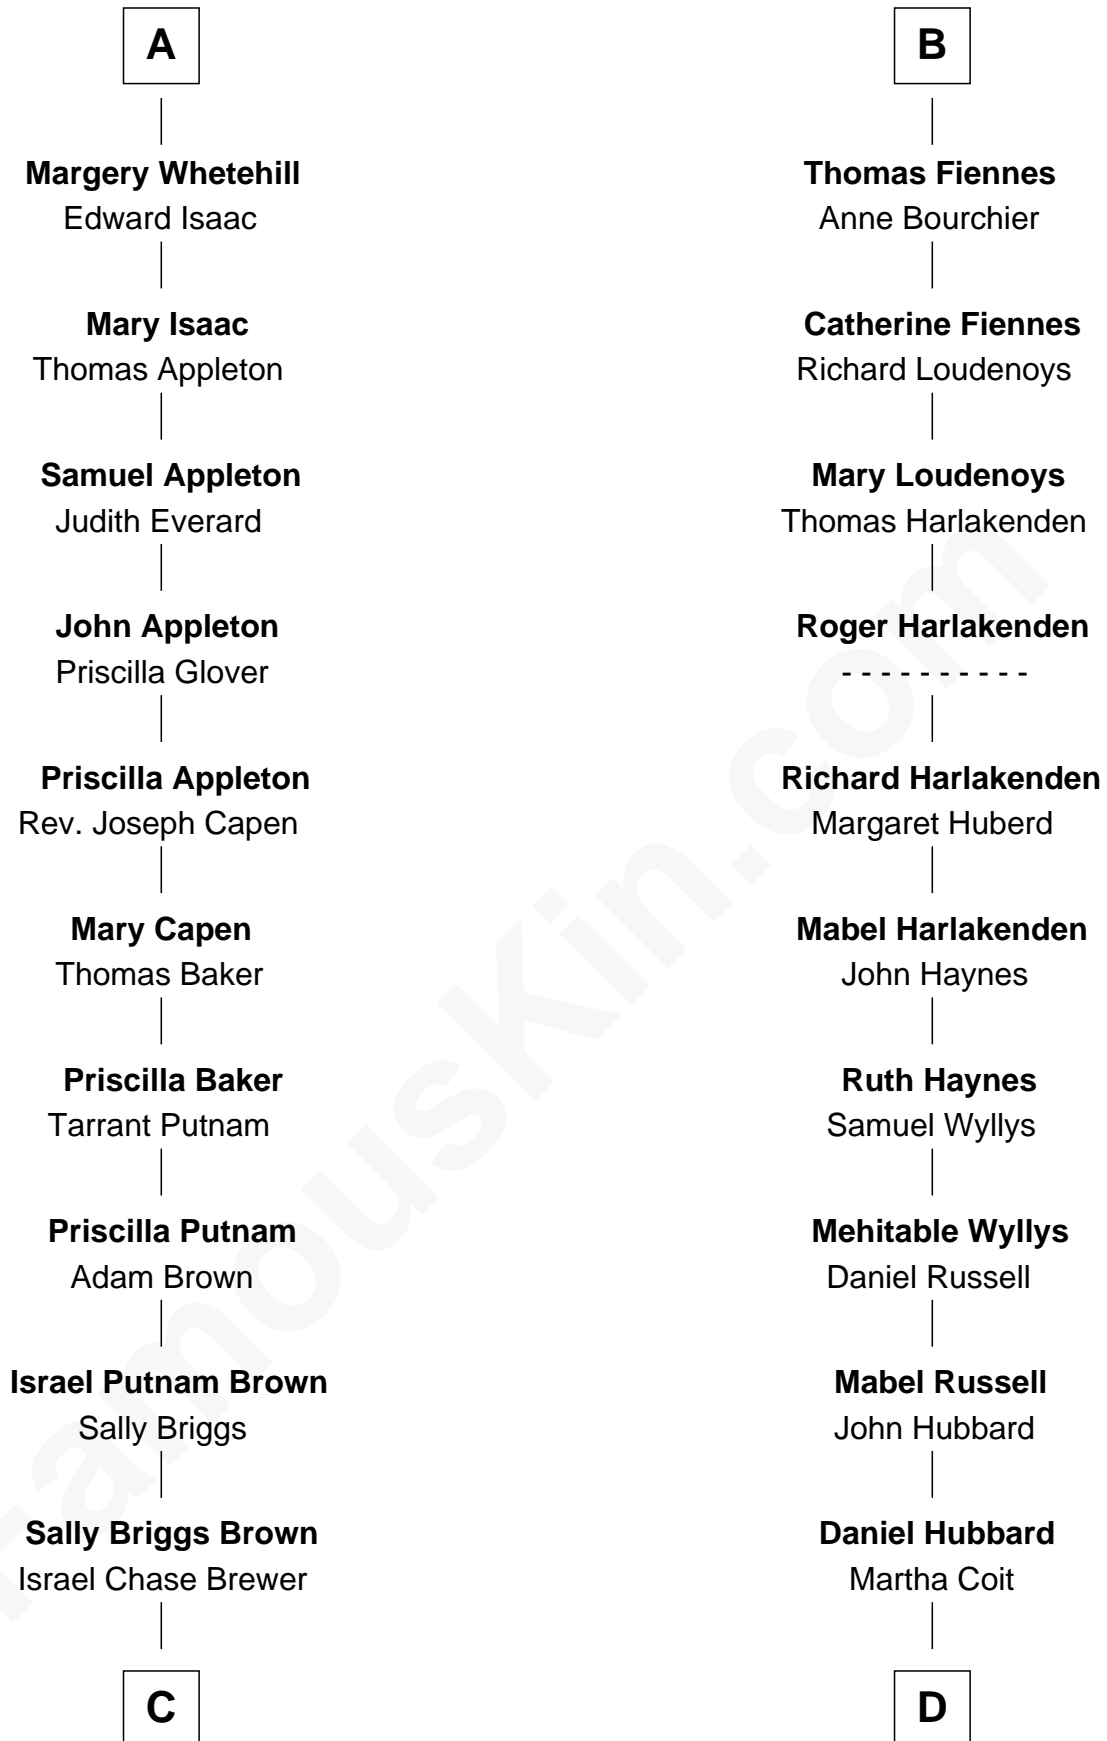 A
Margery Whetehill
Edward Isaac
Mary Isaac
Thomas Appleton
Samuel Appleton
Judith Everard
John Appleton
Priscilla Glover
Priscilla Appleton
Rev. Joseph Capen
Mary Capen
Thomas Baker
Priscilla Baker
Tarrant Putnam
Priscilla Putnam
Adam Brown
Israel Putnam Brown
Sally Briggs
Sally Briggs Brown
Israel Chase Brewer
C
B
Thomas Fiennes
Anne Bourchier
Catherine Fiennes
Richard Loudenoys
Mary Loudenoys
Thomas Harlakenden
Roger Harlakenden
- - - - - - - - - -
Richard Harlakenden
Margaret Huberd
Mabel Harlakenden
John Haynes
Ruth Haynes
Samuel Wyllys
Mehitable Wyllys
Daniel Russell
Mabel Russell
John Hubbard
Daniel Hubbard
Martha Coit
D
FamousKin.com